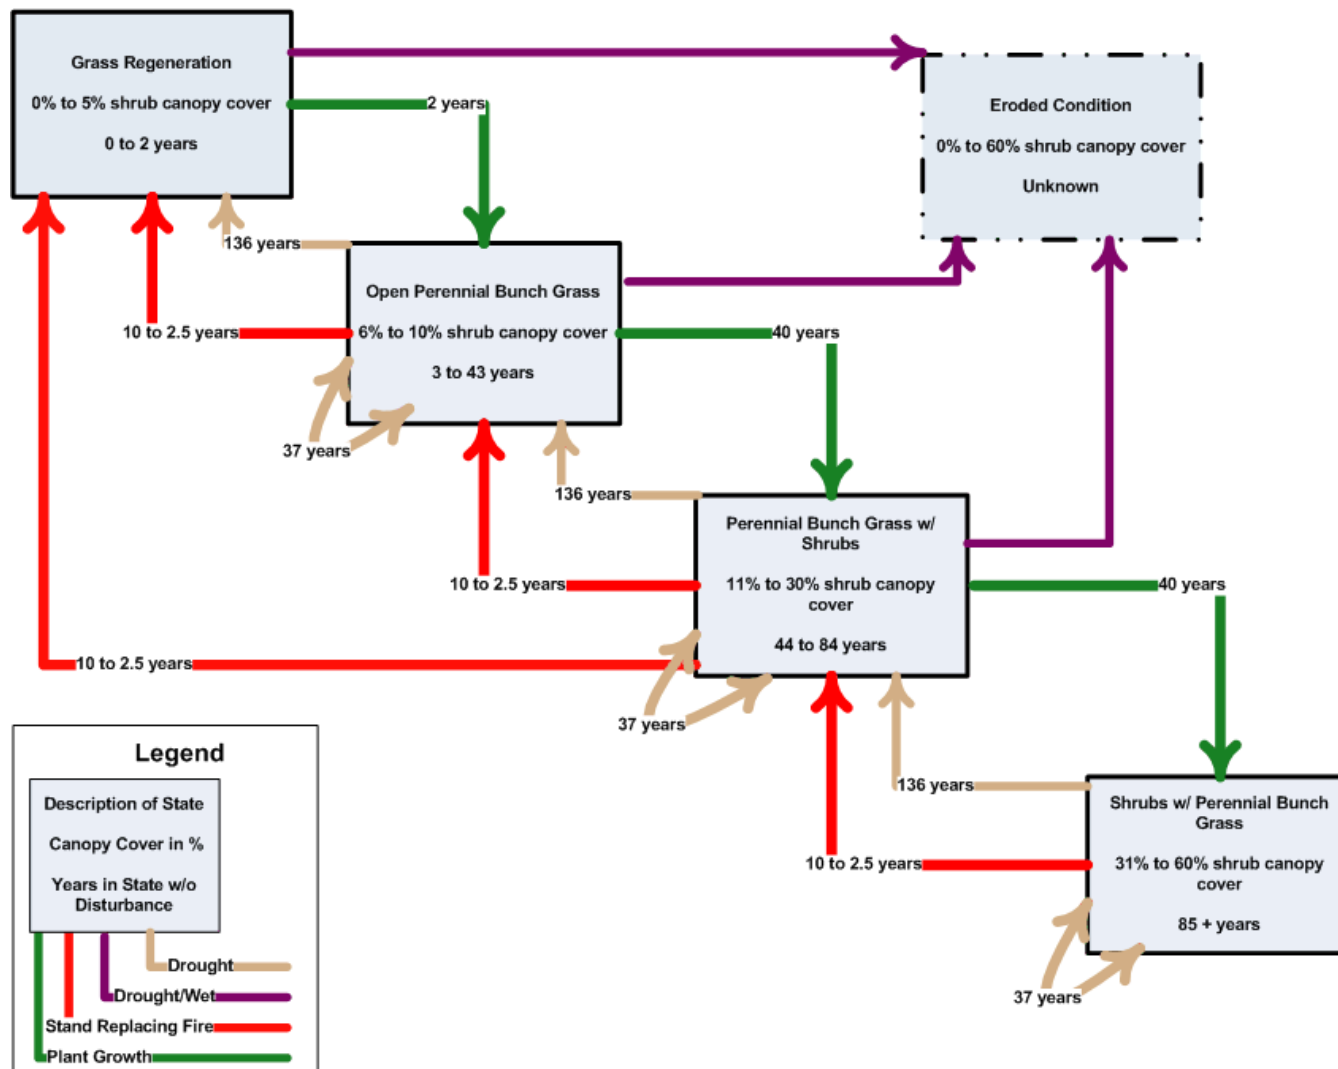 Grass Regeneration
0% to 5% shrub canopy cover
0 to 2 years
2 years
Eroded Condition
0% to 60% shrub canopy cover
Unknown
136 years
Open Perennial Bunch Grass
6% to 10% shrub canopy cover
3 to 43 years
10 to 2.5 years
40 years
37 years
136 years
Perennial Bunch Grass w/
Shrubs
11% to 30% shrub canopy
cover
44 to 84 years
10 to 2.5 years
40 years
10 to 2.5 years
37 years
136 years
Shrubs w/ Perennial Bunch
Grass
31% to 60% shrub canopy
cover
85 + years
10 to 2.5 years
37 years
Legend
Description of State
Canopy Cover in %
Years in State w/o
Disturbance
Drought
Drought/Wet
Stand Replacing Fire
Plant Growth